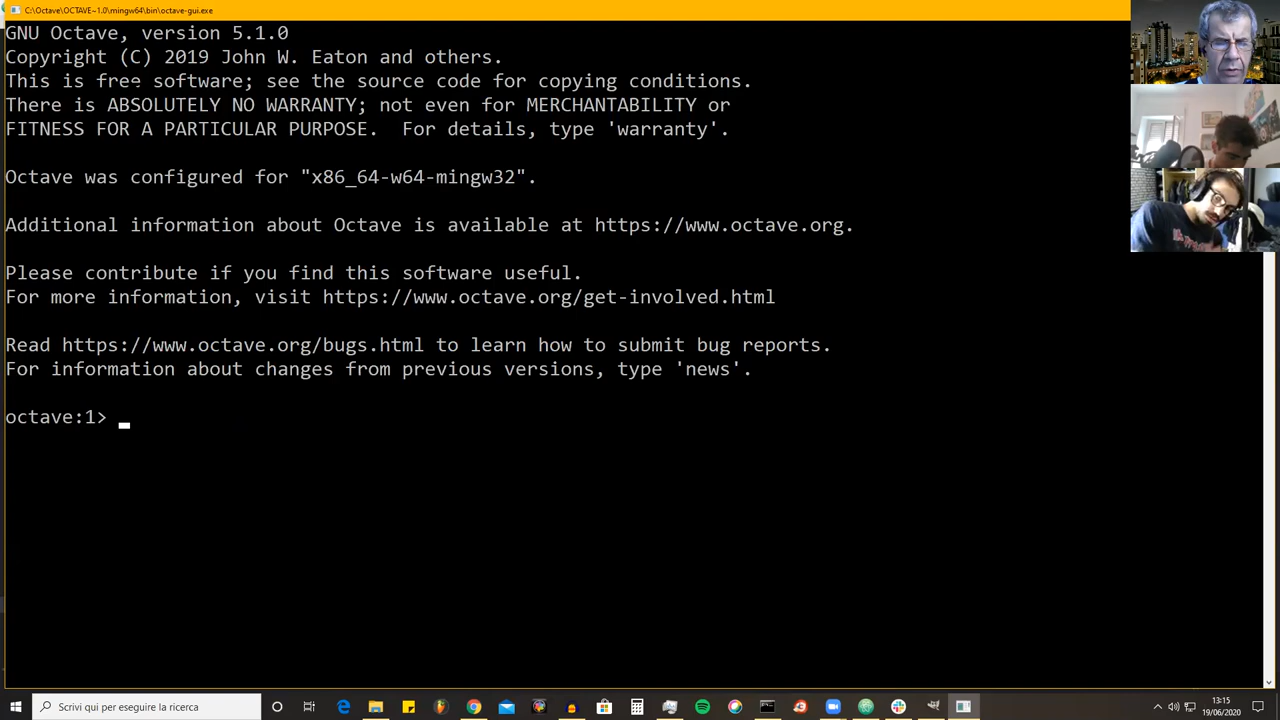 C:\Octave\OCTAVE~1.0\mingw64\bin\octave-gui.exe
GNU Octave, version 5.1.0
Copyright (C) 2019 John W. Eaton and others.
This is free software; see the source code for copying conditions.
There is ABSOLUTELY NO WARRANTY; not even for MERCHANTABILITY or
FITNESS FOR A PARTICULAR PURPOSE.  For details, type 'warranty'.
Octave was configured for "x86_64-w64-mingw32".
Additional information about Octave is available at https://www.octave.org.
Please contribute if you find this software useful.
For more information, visit https://www.octave.org/get-involved.html
Read https://www.octave.org/bugs.html to learn how to submit bug reports.
For information about changes from previous versions, type 'news'.
octave:1>
Scrivi qui per eseguire la ricerca
13:15
19/06/2020